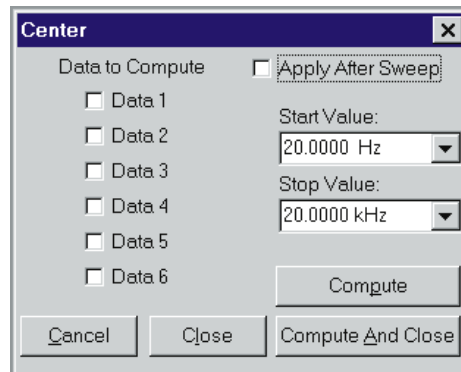 Center
Data to Compute
Apply After Sweep
Data 1
Data 2
Data 3
Data 4
Data 5
Data 6
Start Value:
20.0000 Hz
Stop Value:
20.0000 kHz
Compute
Cancel
Close
Compute And Close